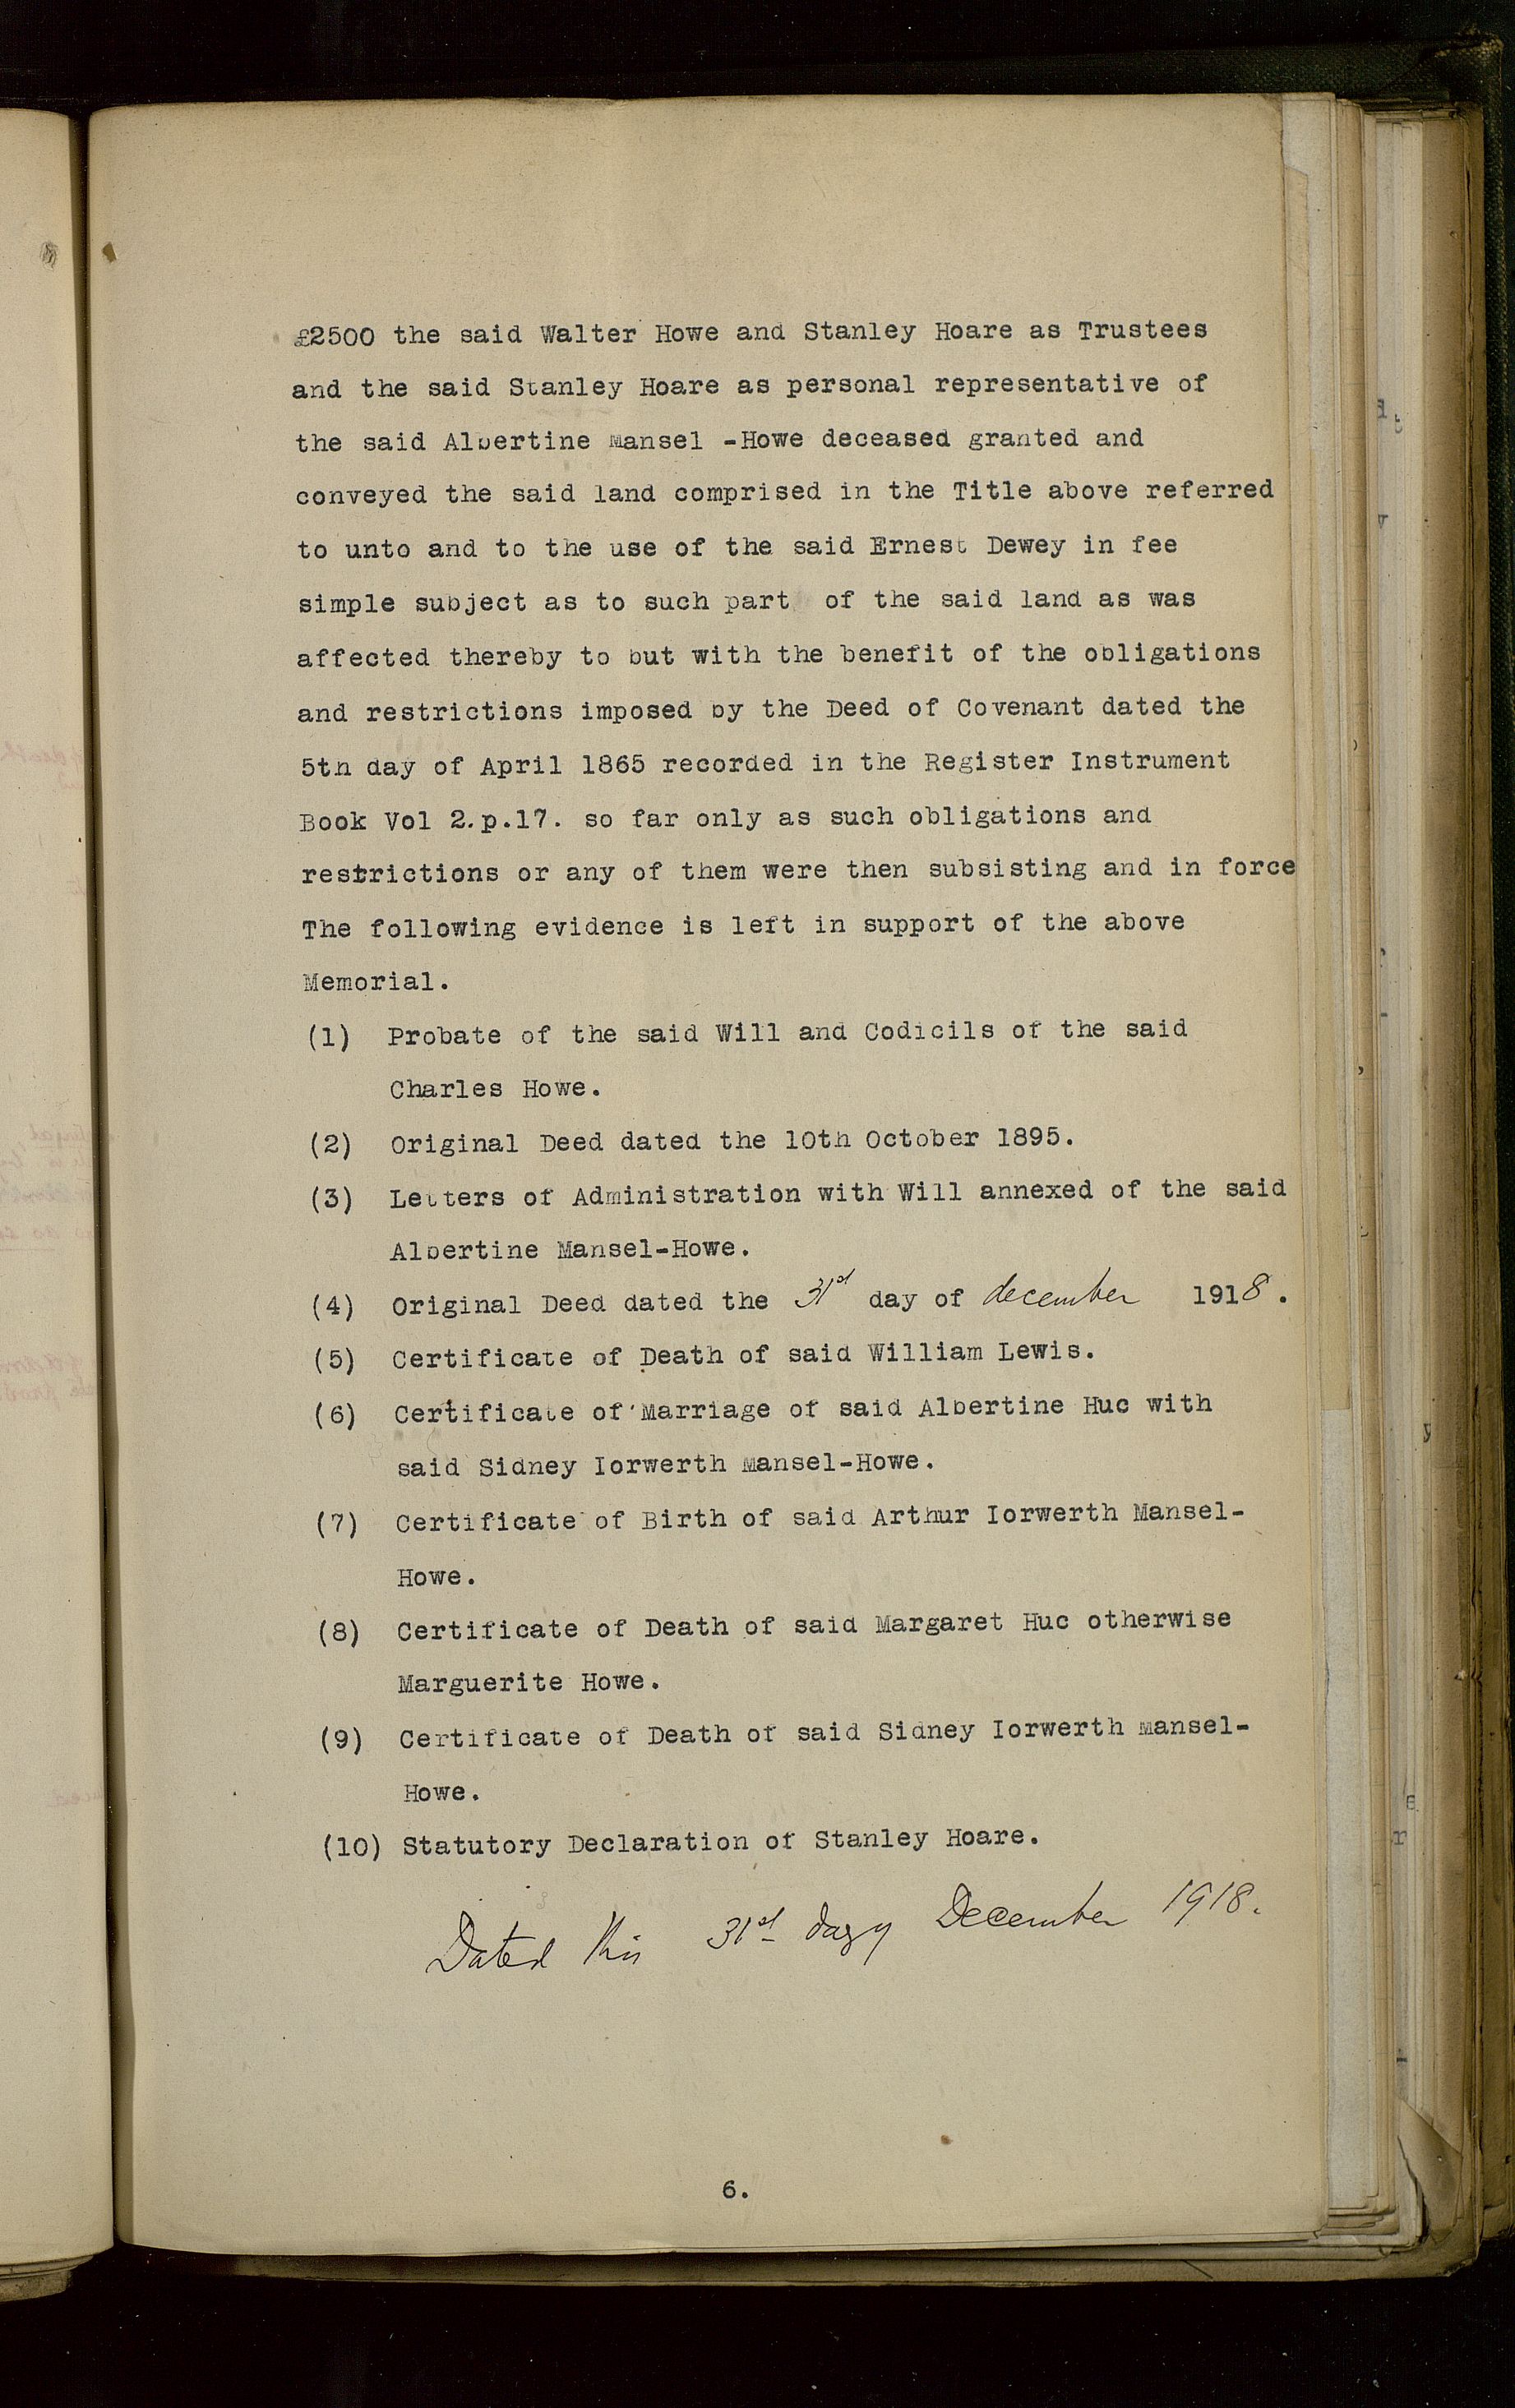 £2500 the said Walter Howe and Stanley Hoare as Trustees
and the said Stanley Hoare as personal representative of
the said Albertine Mansel -Howe deceased granted and
conveyed the said land comprised in the Title above referred
to unto and to the use of the said Ernest Dewey in fee
simple subject as to such part of the said land as was
affected thereby to but with the benefit of the obligations
and restrictions imposed by the Deed of Covenant dated the
5th day of April 1865 recorded in the Register Instrument
Book Vol 2.p.17. so far only as such obligations and
restrictions or any of them were then subsisting and in force
The following evidence is left in support of the above
Memorial.
(1) Probate of the said Will and Codicils of the said
Charles Howe.
(2) Original Deed dated the 10th October 1895.
(3) Letters of Administration with Will annexed of the said
Albertine Mansel-Howe.
(4) Original Deed dated the 31st day of december 1918.
(5) Certificate of Death of said William Lewis.
(6) Certificate of Marriage of said Albertine Huc with
said Sidney Iorwerth Mansel-Howe.
(7) Certificate of Birth of said Arthur Iorwerth Mansel-
Howe.
(8) Certificate of Death of said Margaret Huc otherwise
Marguerite Howe.
(9) Certificate of Death of said Sidney Iorwerth Mansel-
Howe.
(10) Statutory Declaration of Stanley Hoare.
Dated this 31st day of December 1918.
6.